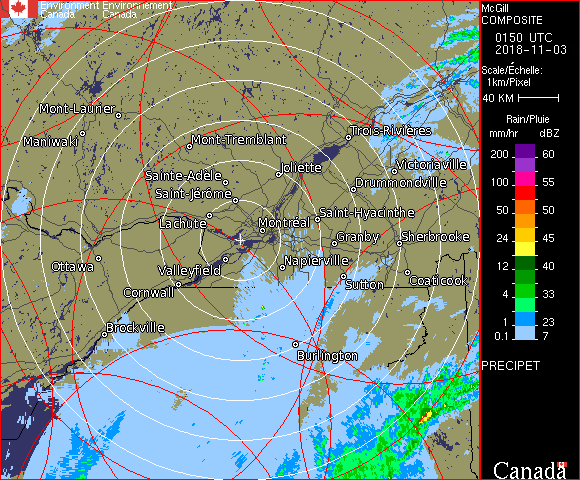 Environment Environnement
Canada Canada
McGill
COMPOSITE
0150 UTC
2018-11-03
Scale/Échelle:
1km/Pixel
40 KM
Rain/Pluie
mm/hr dBZ
200 60
100 55
50 50
24 45
12 40
4 33
1 23
0.1 7
PRECIPET
Canada
Mont-Laurier
Maniwaki
Mont-Tremblant
Trois-Rivières
Sainte-Adèle
Joliette
Victoriaville
Saint-Jérôme
Drummondville
Lachute
Montréal
Saint-Hyacinthe
Granby
Sherbrooke
Ottawa
Valleyfield
Napierville
Cornwall
Sutton
Coaticook
Brockville
Burlington